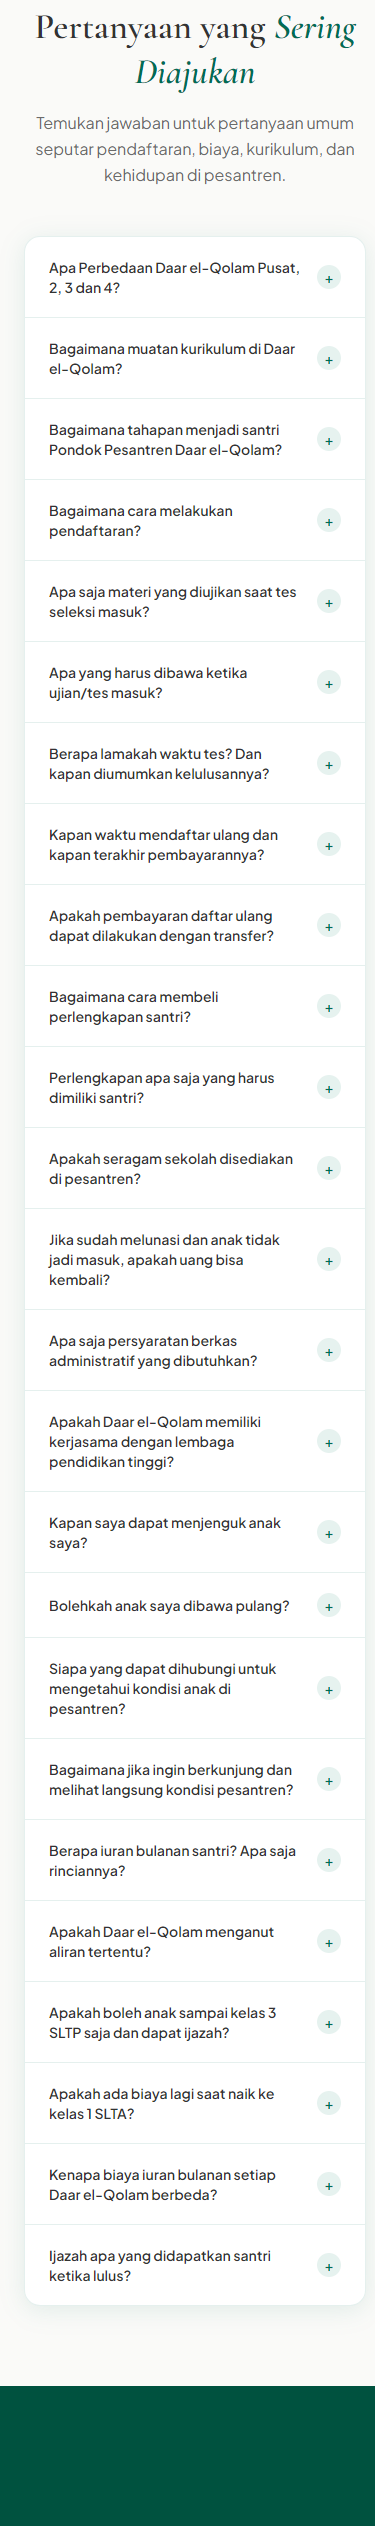 Pertanyaan yang Sering
Diajukan
Temukan jawaban untuk pertanyaan umum
seputar pendaftaran, biaya, kurikulum, dan
kehidupan di pesantren.
Apa Perbedaan Daar el-Qolam Pusat,
2, 3 dan 4?
+
Bagaimana muatan kurikulum di Daar
el-Qolam?
+
Bagaimana tahapan menjadi santri
Pondok Pesantren Daar el-Qolam?
+
Bagaimana cara melakukan
pendaftaran?
+
Apa saja materi yang diujikan saat tes
seleksi masuk?
+
Apa yang harus dibawa ketika
ujian/tes masuk?
+
Berapa lamakah waktu tes? Dan
kapan diumumkan kelulusannya?
+
Kapan waktu mendaftar ulang dan
kapan terakhir pembayarannya?
+
Apakah pembayaran daftar ulang
dapat dilakukan dengan transfer?
+
Bagaimana cara membeli
perlengkapan santri?
+
Perlengkapan apa saja yang harus
dimiliki santri?
+
Apakah seragam sekolah disediakan
di pesantren?
+
Jika sudah melunasi dan anak tidak
jadi masuk, apakah uang bisa
kembali?
+
Apa saja persyaratan berkas
administratif yang dibutuhkan?
+
Apakah Daar el-Qolam memiliki
kerjasama dengan lembaga
pendidikan tinggi?
+
Kapan saya dapat menjenguk anak
saya?
+
Bolehkah anak saya dibawa pulang?
+
Siapa yang dapat dihubungi untuk
mengetahui kondisi anak di
pesantren?
+
Bagaimana jika ingin berkunjung dan
melihat langsung kondisi pesantren?
+
Berapa iuran bulanan santri? Apa saja
rinciannya?
+
Apakah Daar el-Qolam menganut
aliran tertentu?
+
Apakah boleh anak sampai kelas 3
SLTP saja dan dapat ijazah?
+
Apakah ada biaya lagi saat naik ke
kelas 1 SLTA?
+
Kenapa biaya iuran bulanan setiap
Daar el-Qolam berbeda?
+
Ijazah apa yang didapatkan santri
ketika lulus?
+